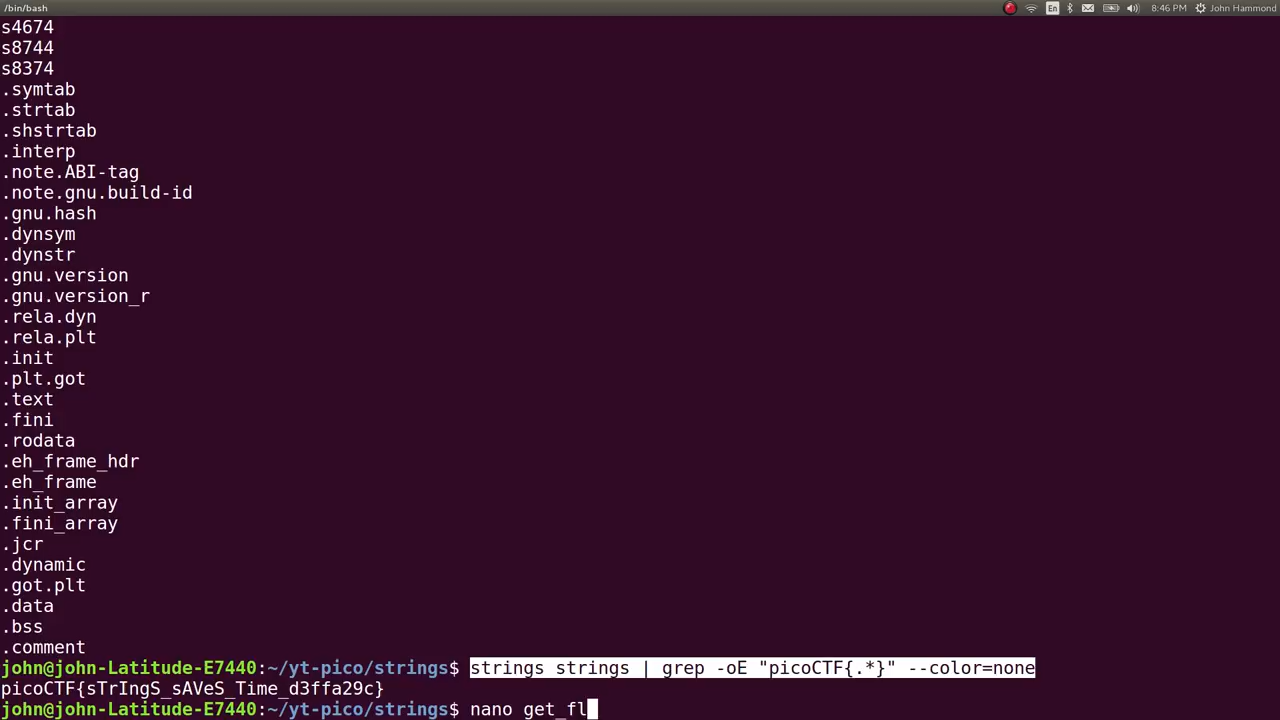 /bin/bash
En
8:46 PM
John Hammond
s4674
s8744
s8374
.symtab
.strtab
.shstrtab
.interp
.note.ABI-tag
.note.gnu.build-id
.gnu.hash
.dynsym
.dynstr
.gnu.version
.gnu.version_r
.rela.dyn
.rela.plt
.init
.plt.got
.text
.fini
.rodata
.eh_frame_hdr
.eh_frame
.init_array
.fini_array
.jcr
.dynamic
.got.plt
.data
.bss
.comment
john@john-Latitude-E7440:~/yt-pico/strings$ strings strings | grep -oE "picoCTF{.*}" --color=none
picoCTF{sTrIngS_sAVeS_Time_d3ffa29c}
john@john-Latitude-E7440:~/yt-pico/strings$ nano get_fl